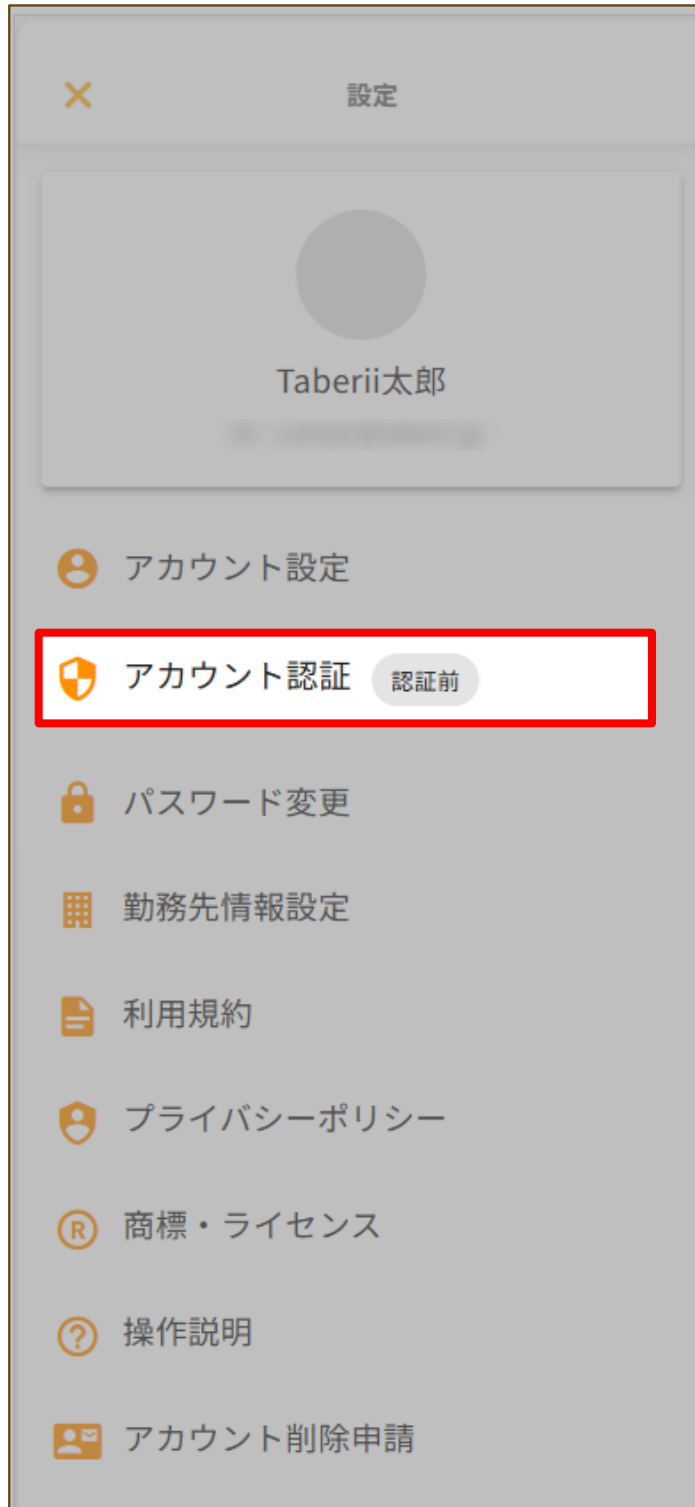 設定
Taberii太郎
アカウント設定
アカウント認証 認証前
パスワード変更
勤務先情報設定
利用規約
プライバシーポリシー
商標・ライセンス
操作説明
アカウント削除申請